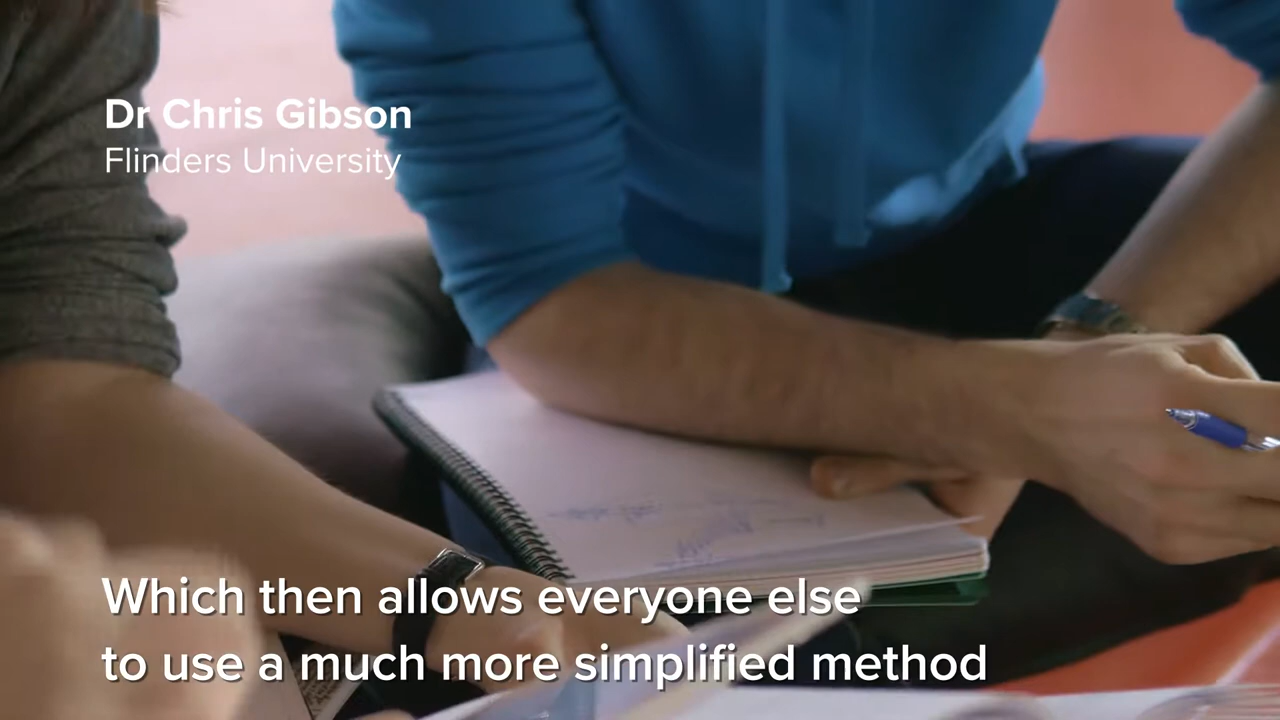 Dr Chris Gibson
Flinders University
Which then allows everyone else
to use a much more simplified method